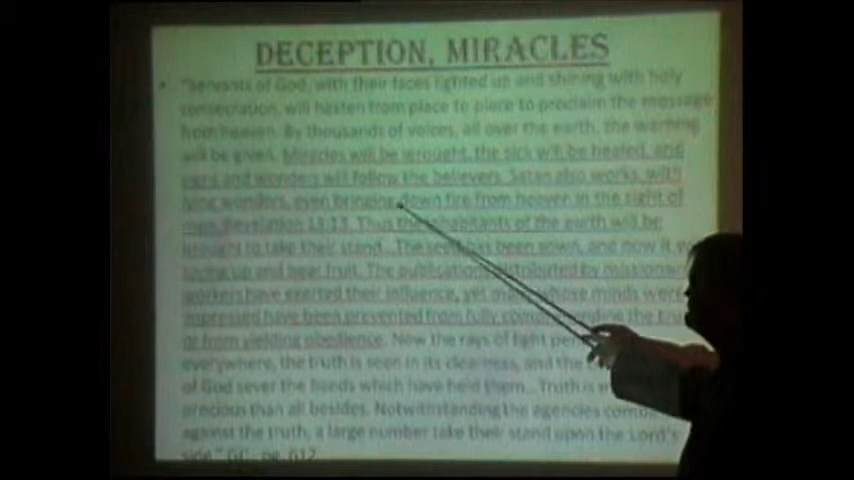 DECEPTION, MIRACLES
• "Servants of God, with their faces lighted up and shining with holy
consecration, will hasten from place to place to proclaim the message
from heaven. By thousands of voices, all over the earth, the warning
will be given. Miracles will be wrought, the sick will be healed, and
signs and wonders will follow the believers. Satan also works, with
lying wonders, even bringing down fire from heaven in the sight of
men. Revelation 13:13. Thus the inhabitants of the earth will be
brought to take their stand...The seed has been sown, and now it
spring up and bear fruit. The publications distributed by missionary
workers have exerted their influence, yet many whose minds were
impressed have been prevented from fully the
or from yielding obedience. Now the rays of light
everywhere, the truth is seen in its clearness, and the
of God sever the bands which have held them...Truth is
precious than all besides. Notwithstanding the agencies
against the truth, a large number take their stand upon the Lord's
side." GC pg. 612